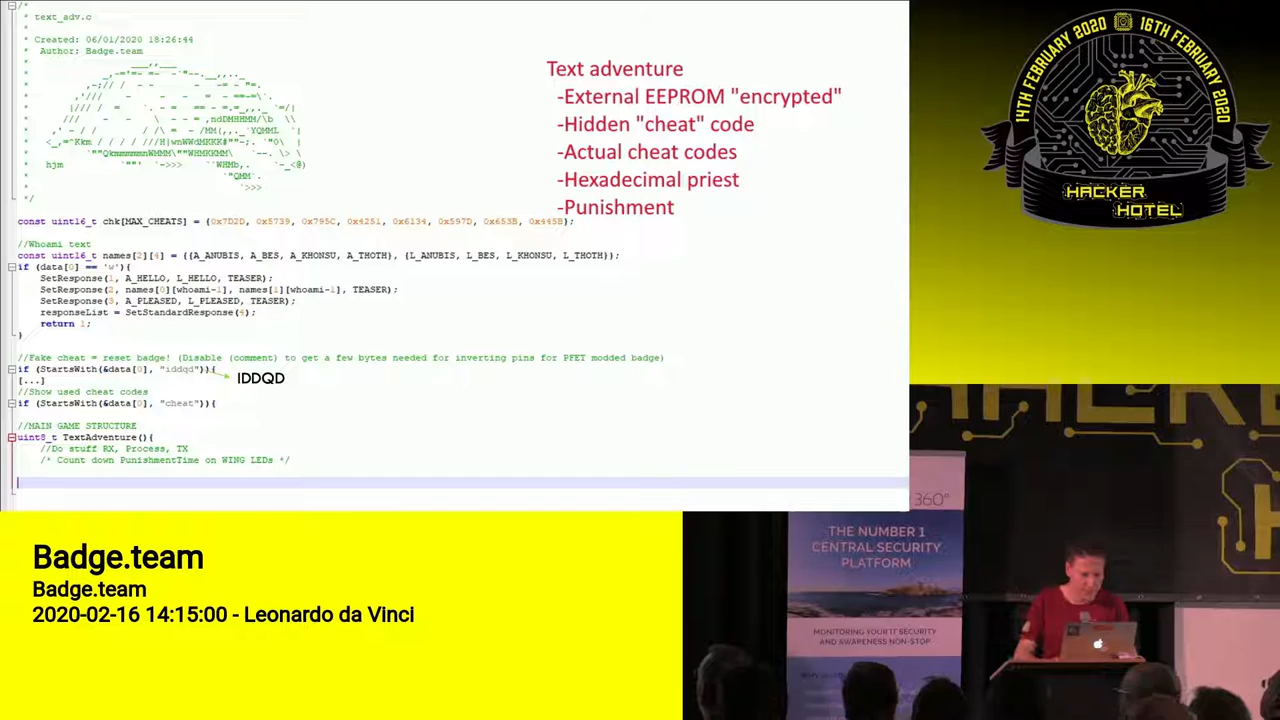 /*
* text_adv.c
*
* Created: 06/01/2020 18:26:44
* Author: Badge.team
hjm
*/
const uint16_t chk[MAX_CHEATS] = {0x7D2D, 0x5739, 0x795C, 0x4251, 0x6134, 0x597D, 0x653B, 0x445B};
//Whoami text
const uint16_t names[2][4] = {{A_ANUBIS, A_BES, A_KHONSU, A_THOTH}, {L_ANUBIS, L_BES, L_KHONSU, L_THOTH}};
if (data[0] == 'w'){
SetResponse(1, A_HELLO, L_HELLO, TEASER);
SetResponse(2, names[0][whoami-1], names[1][whoami-1], TEASER);
SetResponse(3, A_PLEASED, L_PLEASED, TEASER);
responseList = SetStandardResponse(4);
return 1;
}
//Fake cheat = reset badge! (Disable (comment) to get a few bytes needed for inverting pins for PFET modded badge)
if (StartsWith(&data[0], "iddqd")){
[...]
IDDQD
//Show used cheat codes
if (StartsWith(&data[0], "cheat")){
//MAIN GAME STRUCTURE
uint8_t TextAdventure(){
//Do stuff RX, Process, TX
/* Count down PunishmentTime on WING LEDs */
Text adventure
-External EEPROM "encrypted"
-Hidden "cheat" code
-Actual cheat codes
-Hexadecimal priest
-Punishment
14TH FEBRUARY 2020 16TH FEBRUARY 2020
HACKER
HOTEL
Badge.team
Badge.team
2020-02-16 14:15:00 - Leonardo da Vinci
360°
THE NUMBER 1
CENTRAL SECURITY
PLATFORM
MONITORING YOUR IT SECURITY
AND AWARENESS NON-STOP